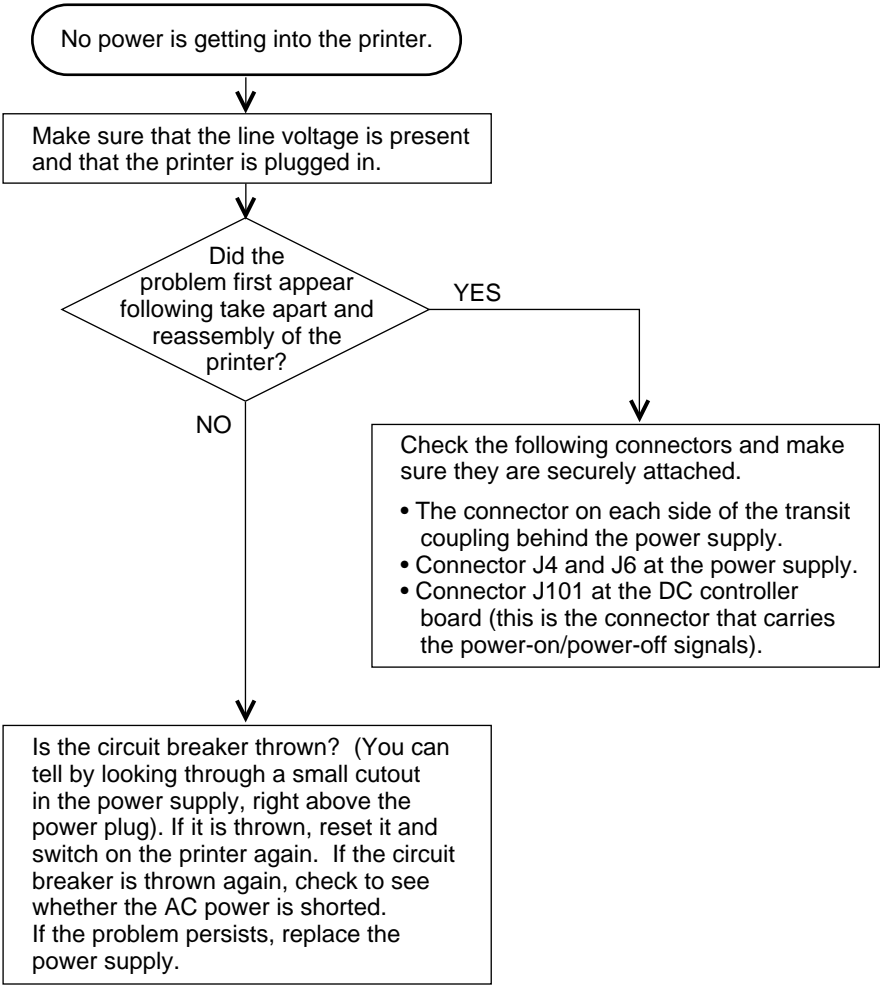 No power is getting into the printer.
Make sure that the line voltage is present
and that the printer is plugged in.
Did the
problem first appear
following take apart and
reassembly of the
printer?
YES
NO
Check the following connectors and make
sure they are securely attached.
• The connector on each side of the transit
coupling behind the power supply.
• Connector J4 and J6 at the power supply.
• Connector J101 at the DC controller
board (this is the connector that carries
the power-on/power-off signals).
Is the circuit breaker thrown?  (You can
tell by looking through a small cutout
in the power supply, right above the
power plug). If it is thrown, reset it and
switch on the printer again.  If the circuit
breaker is thrown again, check to see
whether the AC power is shorted.
If the problem persists, replace the
power supply.